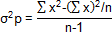 σ²p = Σ x²-(Σ x)²/n
n-1